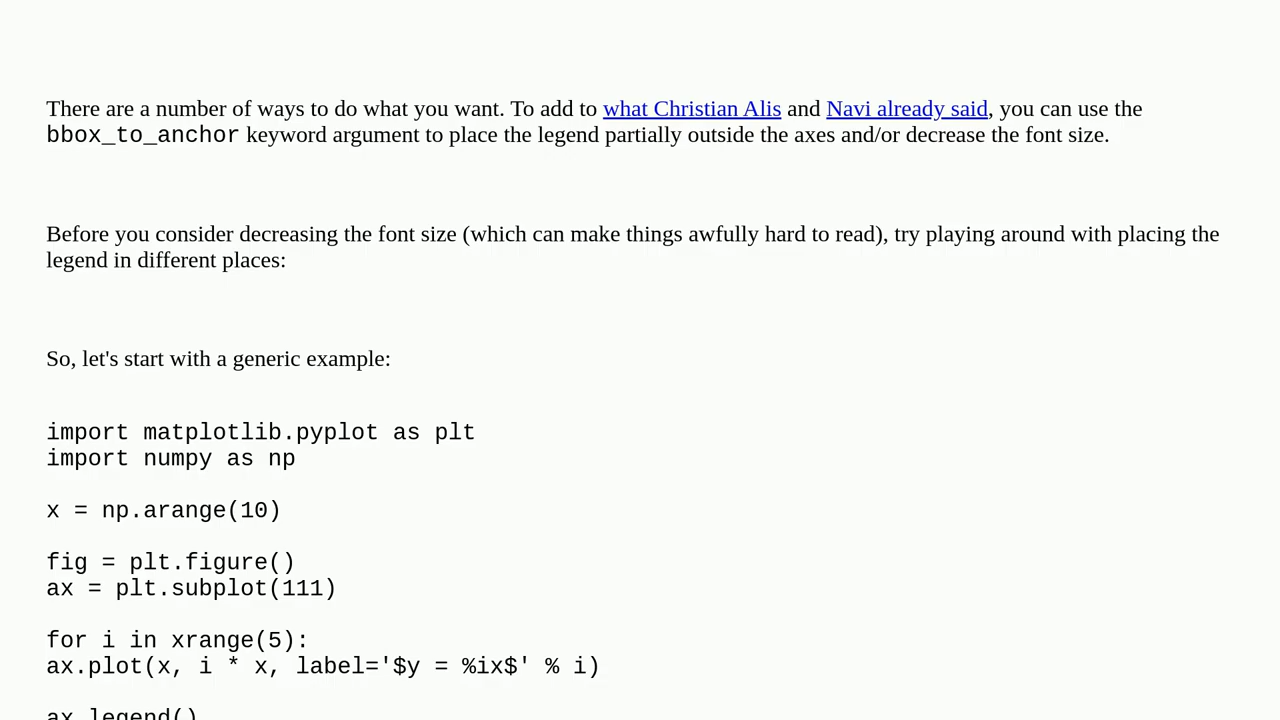 There are a number of ways to do what you want. To add to what Christian Alis and Navi already said, you can use the
bbox_to_anchor keyword argument to place the legend partially outside the axes and/or decrease the font size.
Before you consider decreasing the font size (which can make things awfully hard to read), try playing around with placing the
legend in different places:
So, let's start with a generic example:
import matplotlib.pyplot as plt
import numpy as np
x = np.arange(10)
fig = plt.figure()
ax = plt.subplot(111)
for i in xrange(5):
ax.plot(x, i * x, label='$y = %ix$' % i)
ax.legend()